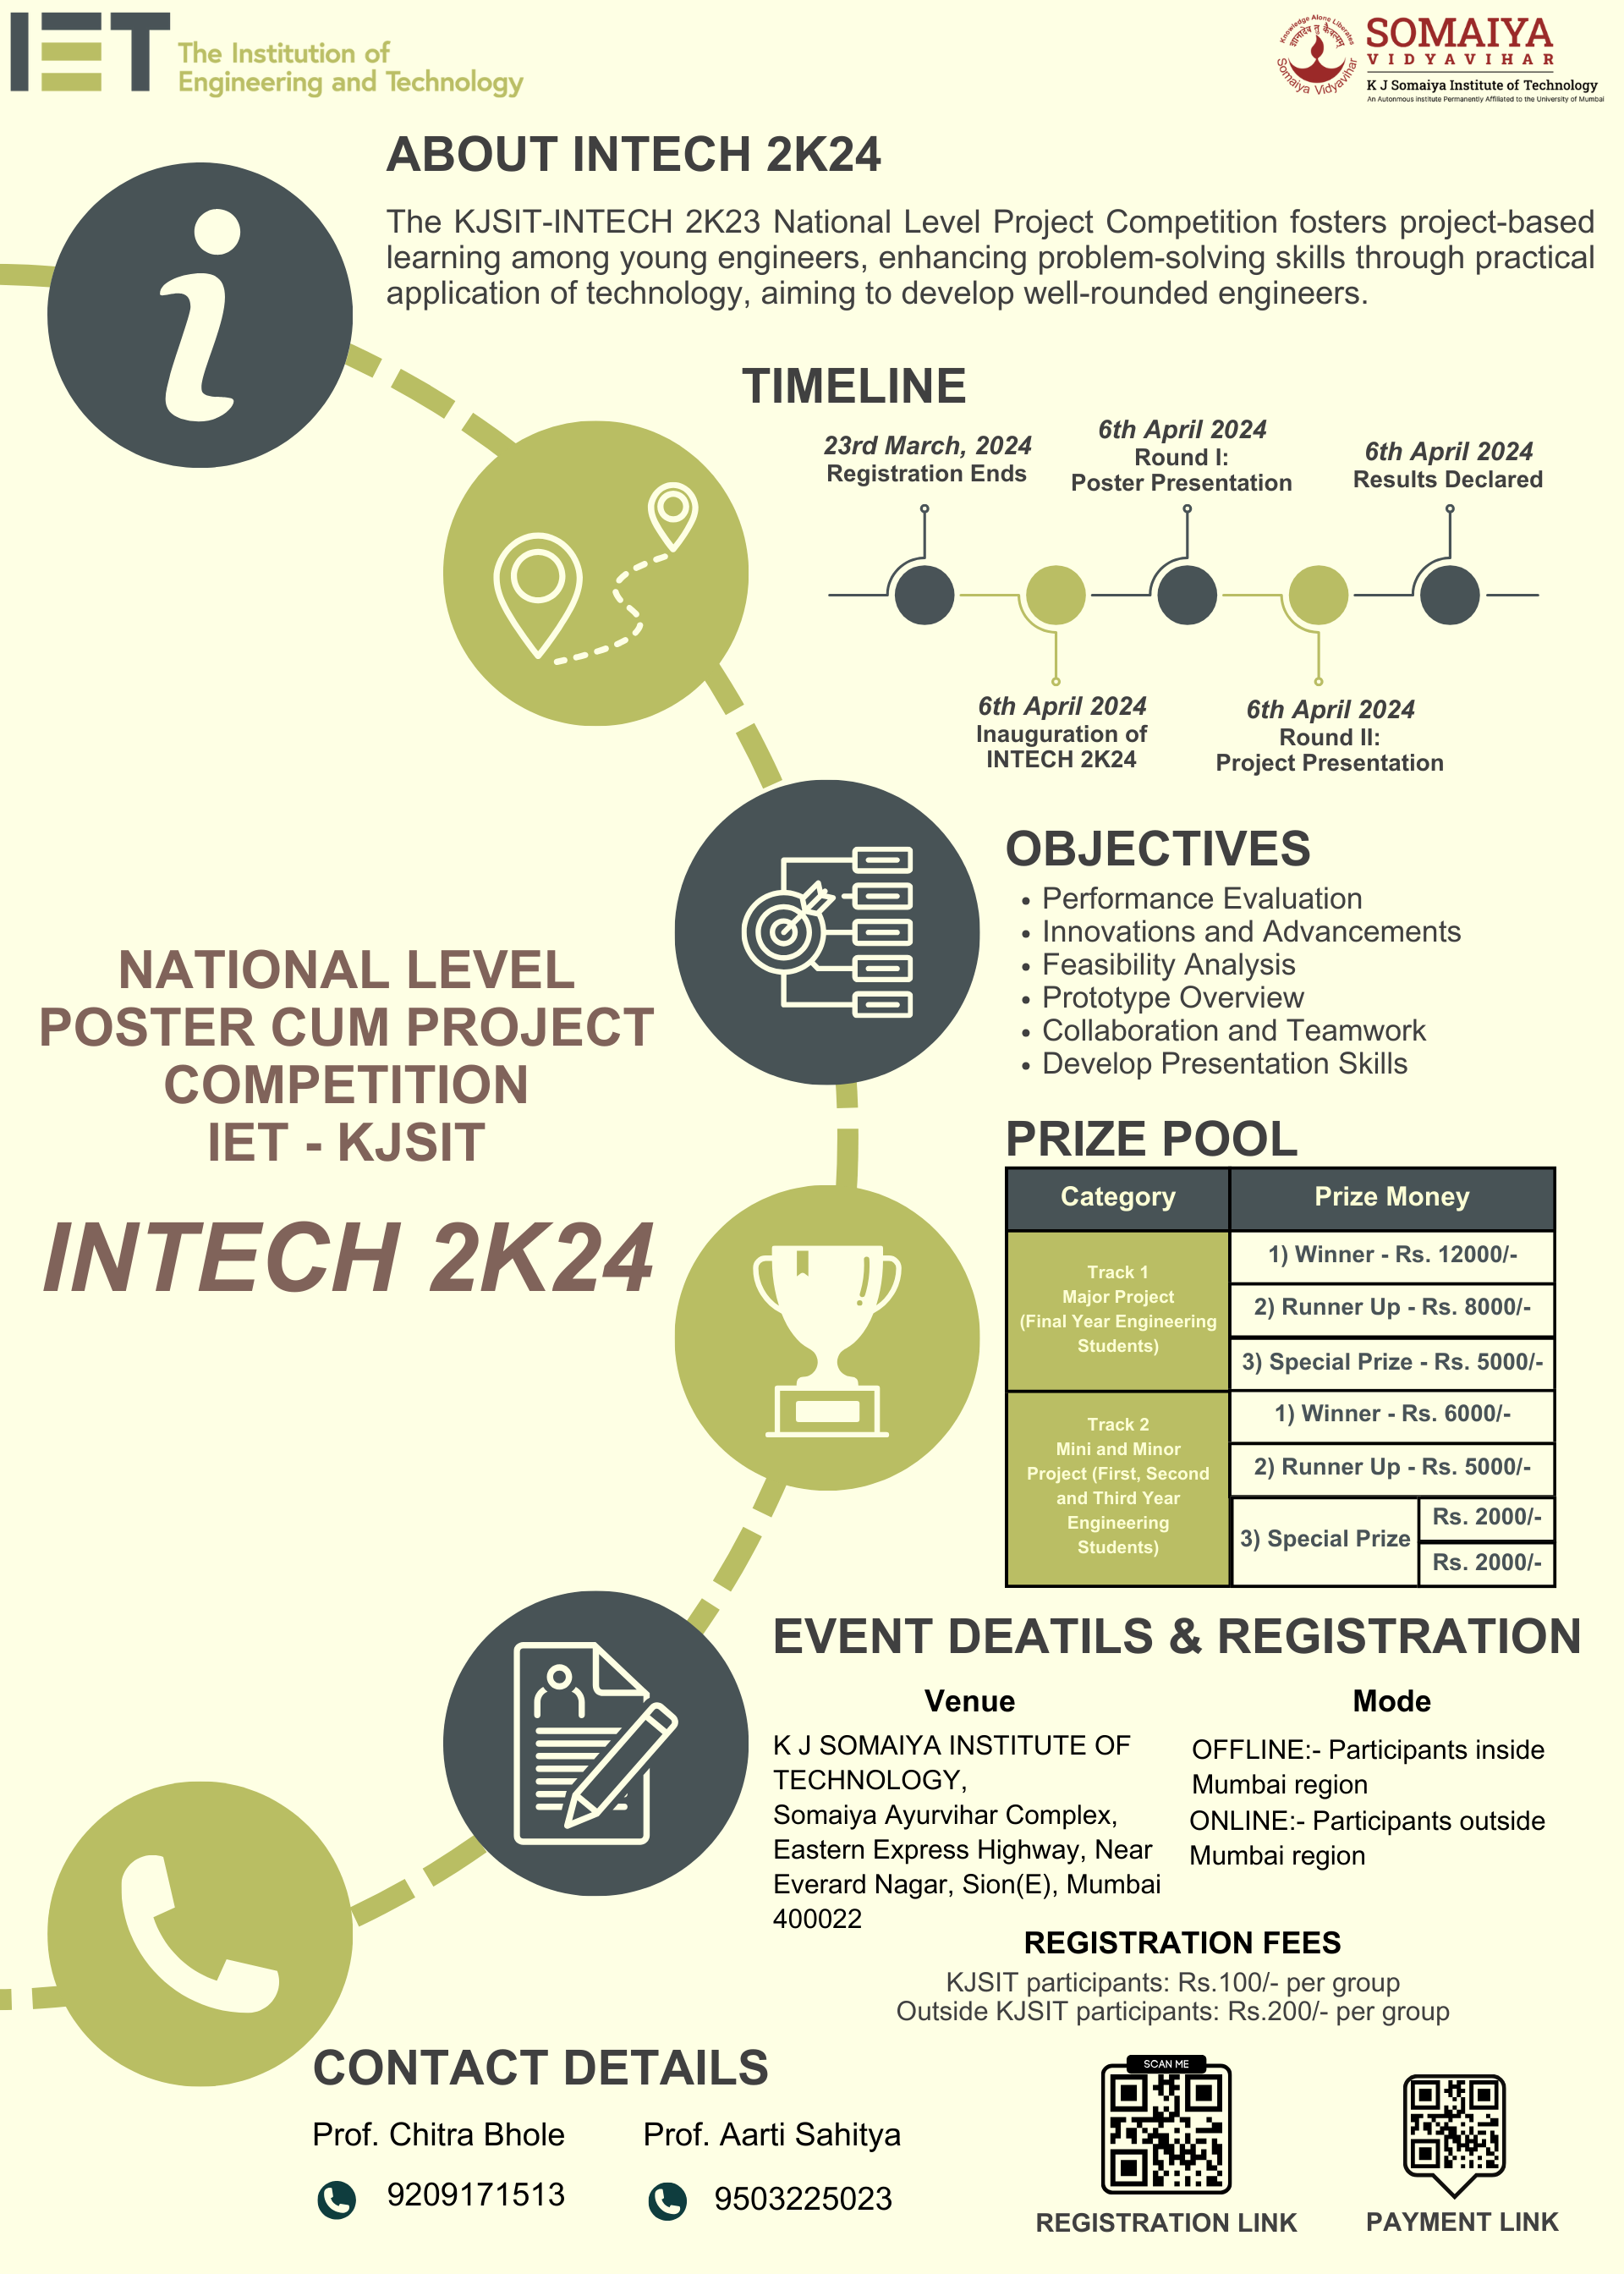 IET
The Institution of
Engineering and Technology
Knowledge Alone Liberates
ज्ञानादेव तु कैवल्यम्
Somaiya Vidyavihar
SOMAIYA
VIDYAVIHAR
K J Somaiya Institute of Technology
An Autonmous Institute Permanently Affiliated to the University of Mumbai
ABOUT INTECH 2K24
The KJSIT-INTECH 2K23 National Level Project Competition fosters project-based
learning among young engineers, enhancing problem-solving skills through practical
application of technology, aiming to develop well-rounded engineers.
TIMELINE
23rd March, 2024
Registration Ends
6th April 2024
Inauguration of
INTECH 2K24
6th April 2024
Round I:
Poster Presentation
6th April 2024
Round II:
Project Presentation
6th April 2024
Results Declared
OBJECTIVES
• Performance Evaluation
• Innovations and Advancements
• Feasibility Analysis
• Prototype Overview
• Collaboration and Teamwork
• Develop Presentation Skills
NATIONAL LEVEL
POSTER CUM PROJECT
COMPETITION
IET - KJSIT
INTECH 2K24
PRIZE POOL
Category
Prize Money
Track 1
Major Project
(Final Year Engineering
Students)
1) Winner - Rs. 12000/-
2) Runner Up - Rs. 8000/-
3) Special Prize - Rs. 5000/-
Track 2
Mini and Minor
Project (First, Second
and Third Year
Engineering
Students)
1) Winner - Rs. 6000/-
2) Runner Up - Rs. 5000/-
3) Special Prize
Rs. 2000/-
Rs. 2000/-
EVENT DEATILS & REGISTRATION
Venue
K J SOMAIYA INSTITUTE OF
TECHNOLOGY,
Somaiya Ayurvihar Complex,
Eastern Express Highway, Near
Everard Nagar, Sion(E), Mumbai
400022
Mode
OFFLINE:- Participants inside
Mumbai region
ONLINE:- Participants outside
Mumbai region
REGISTRATION FEES
KJSIT participants: Rs.100/- per group
Outside KJSIT participants: Rs.200/- per group
CONTACT DETAILS
Prof. Chitra Bhole
9209171513
Prof. Aarti Sahitya
9503225023
SCAN ME
REGISTRATION LINK
PAYMENT LINK